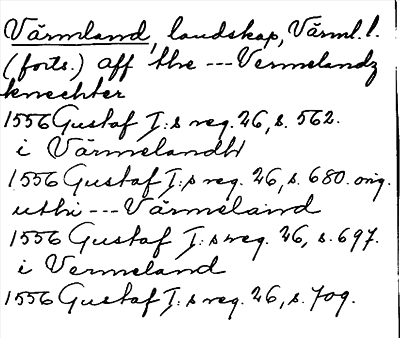 Värmland, landskap, Värml. l.
(forts.) aff the --- Vermelandz
knechter
1556 Gustaf I:s reg. 26, s. 562.
i Värmelandh
1556 Gustaf I:s reg. 26, s. 680. orig.
uthi --- Värmeland
1556 Gustaf I:s reg. 26, s. 697.
i Vermeland
1556 Gustaf I:s reg. 26, s. 709.